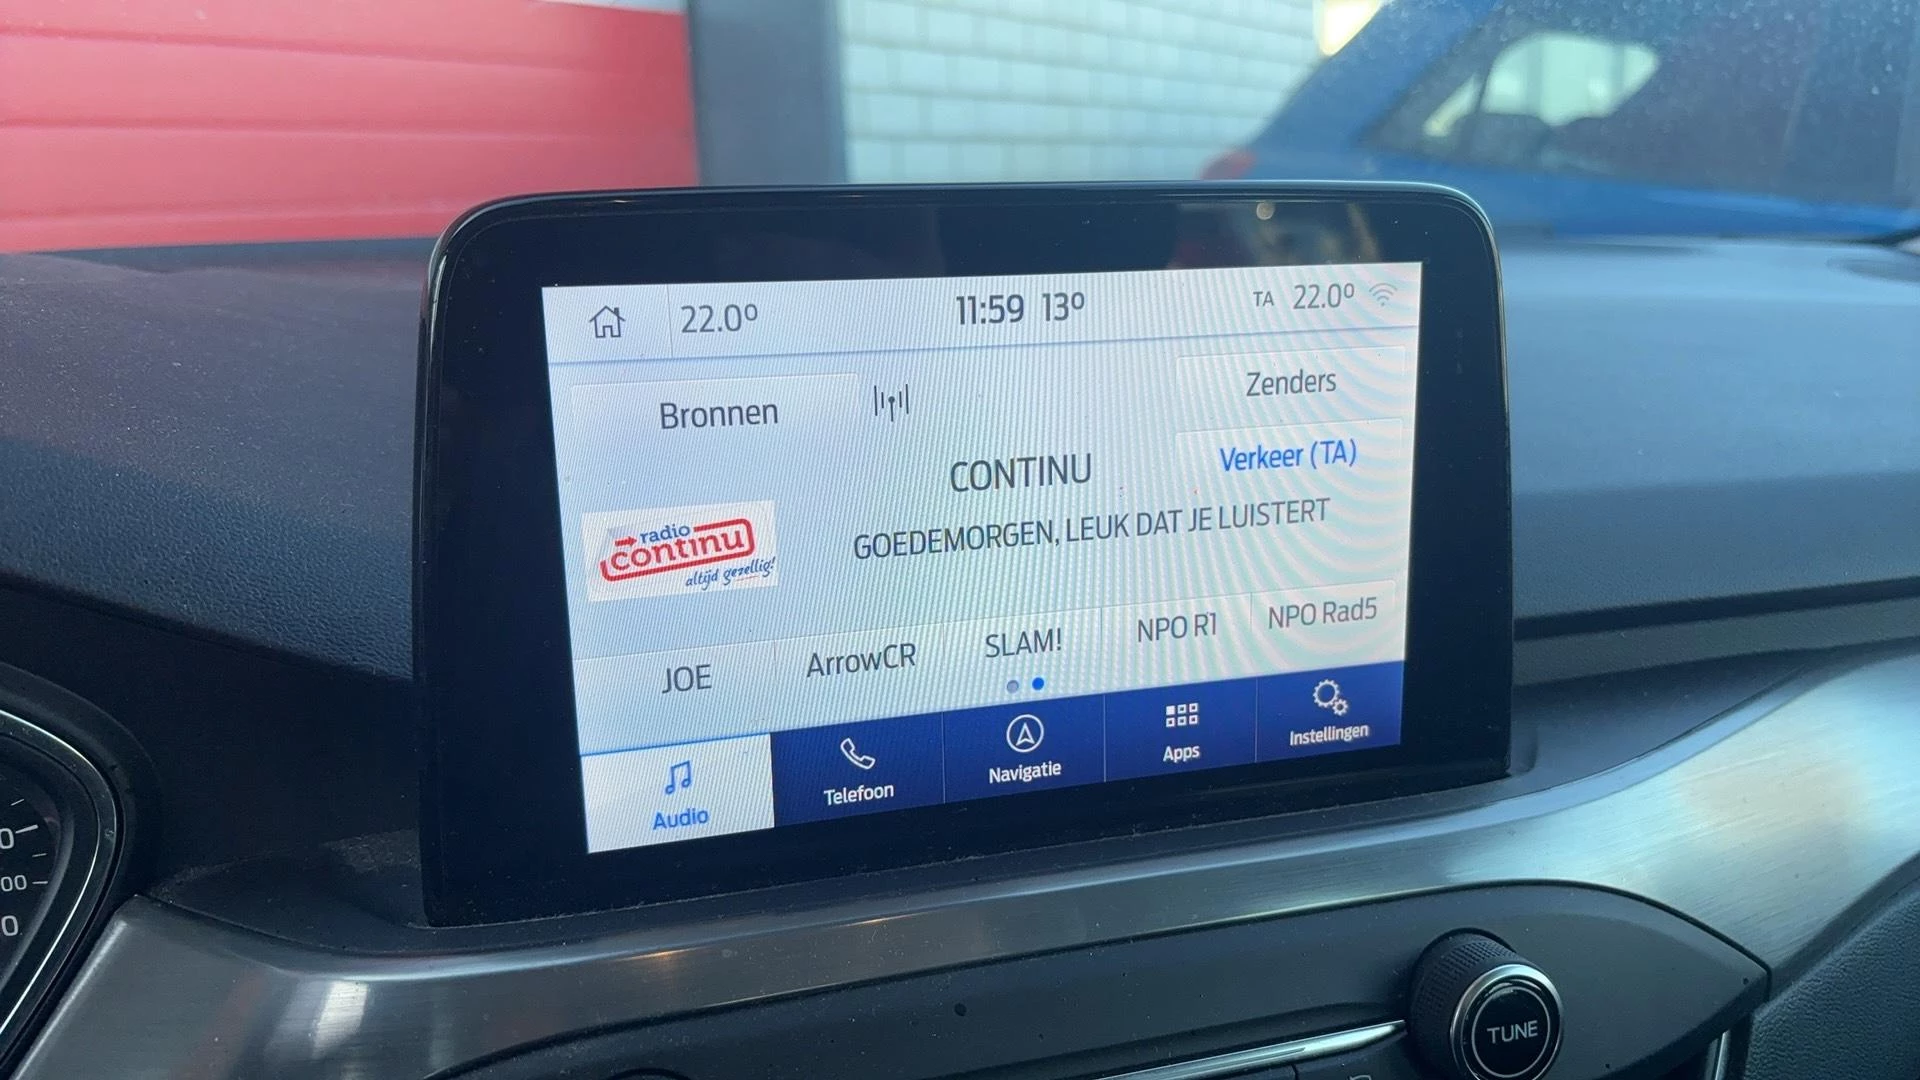 22.0°
11:59 13°
TA 22.0°
Bronnen
Zenders
Verkeer (TA)
CONTINU
GOEDEMORGEN, LEUK DAT JE LUISTERT
radio
continu
altijd gezellig!
JOE
ArrowCR
SLAM!
NPO R1
NPO Rad5
Audio
Telefoon
Navigatie
Apps
Instellingen
TUNE